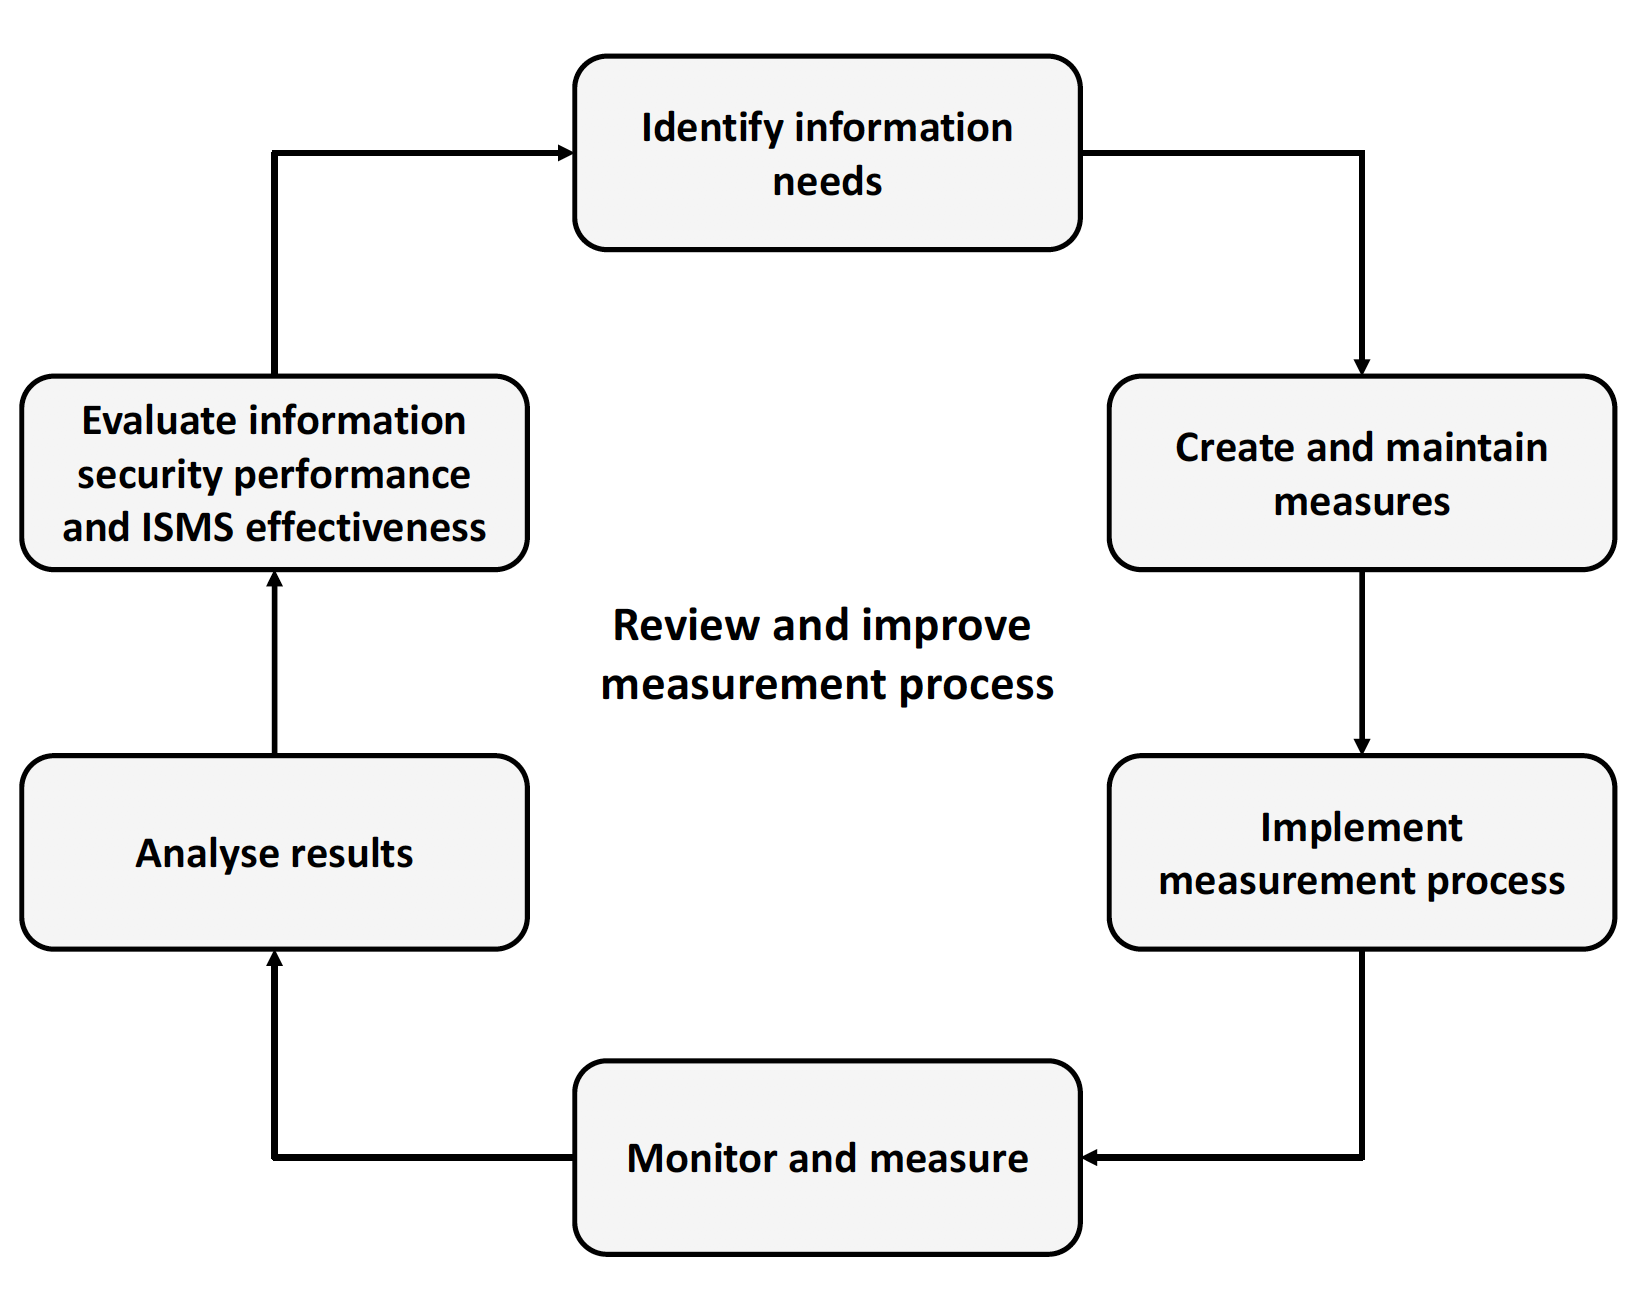 Identify information
needs
Create and maintain
measures
Implement
measurement process
Monitor and measure
Analyse results
Evaluate information
security performance
and ISMS effectiveness
Review and improve
measurement process